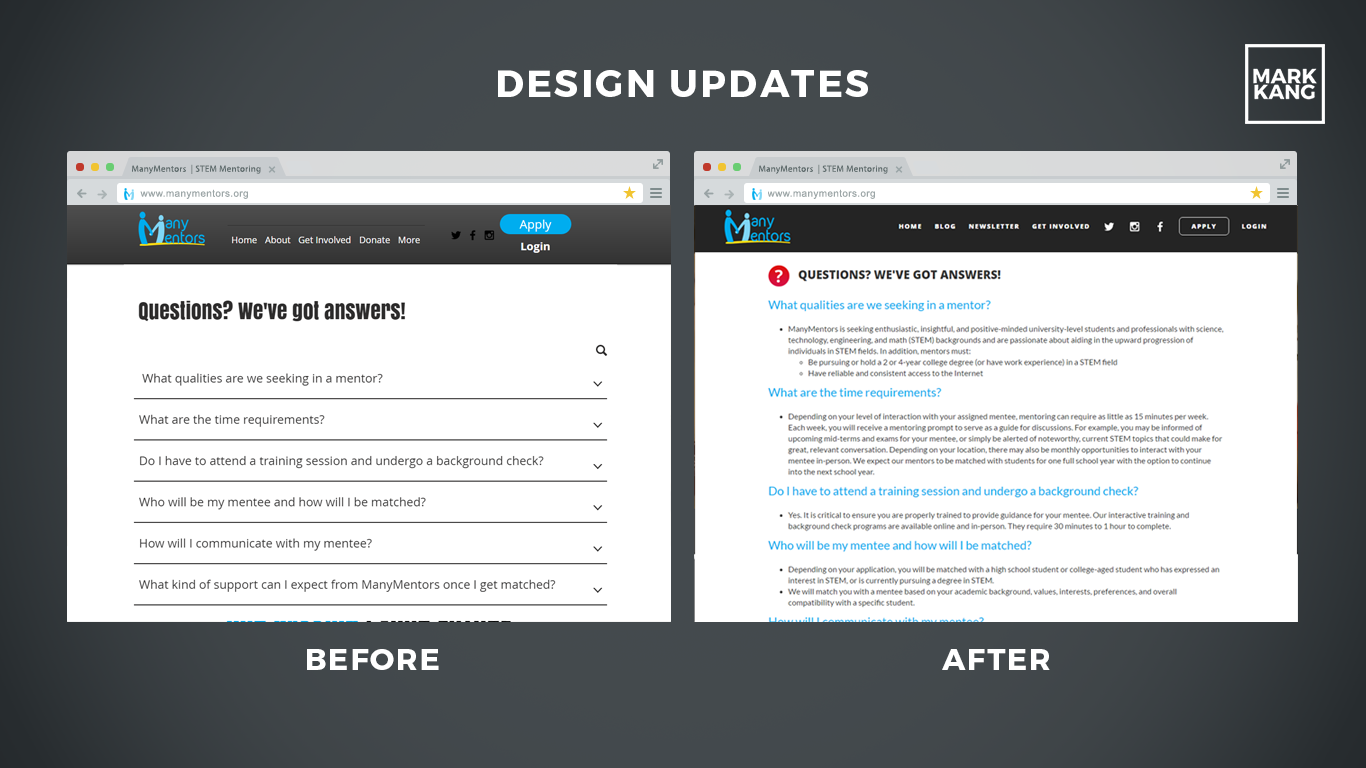 DESIGN UPDATES
MARK
KANG
ManyMentors | STEM Mentoring
www.manymentors.org
Many
Mentors
Home About Get Involved Donate More
Apply
Login
Questions? We've got answers!
What qualities are we seeking in a mentor?
What are the time requirements?
Do I have to attend a training session and undergo a background check?
Who will be my mentee and how will I be matched?
How will I communicate with my mentee?
What kind of support can I expect from ManyMentors once I get matched?
BEFORE
ManyMentors | STEM Mentoring
www.manymentors.org
Many
Mentors
HOME BLOG NEWSLETTER GET INVOLVED APPLY LOGIN
? QUESTIONS? WE'VE GOT ANSWERS!
What qualities are we seeking in a mentor?
• ManyMentors is seeking enthusiastic, insightful, and positive-minded university-level students and professionals with science,
technology, engineering, and math (STEM) backgrounds and are passionate about aiding in the upward progression of
individuals in STEM fields. In addition, mentors must:
Be pursuing or hold a 2 or 4-year college degree (or have work experience) in a STEM field
Have reliable and consistent access to the Internet
What are the time requirements?
• Depending on your level of interaction with your assigned mentee, mentoring can require as little as 15 minutes per week.
Each week, you will receive a mentoring prompt to serve as a guide for discussions. For example, you may be informed of
upcoming mid-terms and exams for your mentee, or simply be alerted of noteworthy, current STEM topics that could make for
great, relevant conversation. Depending on your location, there may also be monthly opportunities to interact with your
mentee in-person. We expect our mentors to be matched with students for one full school year with the option to continue
into the next school year.
Do I have to attend a training session and undergo a background check?
• Yes. It is critical to ensure you are properly trained to provide guidance for your mentee. Our interactive training and
background check programs are available online and in-person. They require 30 minutes to 1 hour to complete.
Who will be my mentee and how will I be matched?
• Depending on your application, you will be matched with a high school student or college-aged student who has expressed an
interest in STEM, or is currently pursuing a degree in STEM.
• We will match you with a mentee based on your academic background, values, interests, preferences, and overall
compatibility with a specific student.
How will I communicate with my mentee?
AFTER